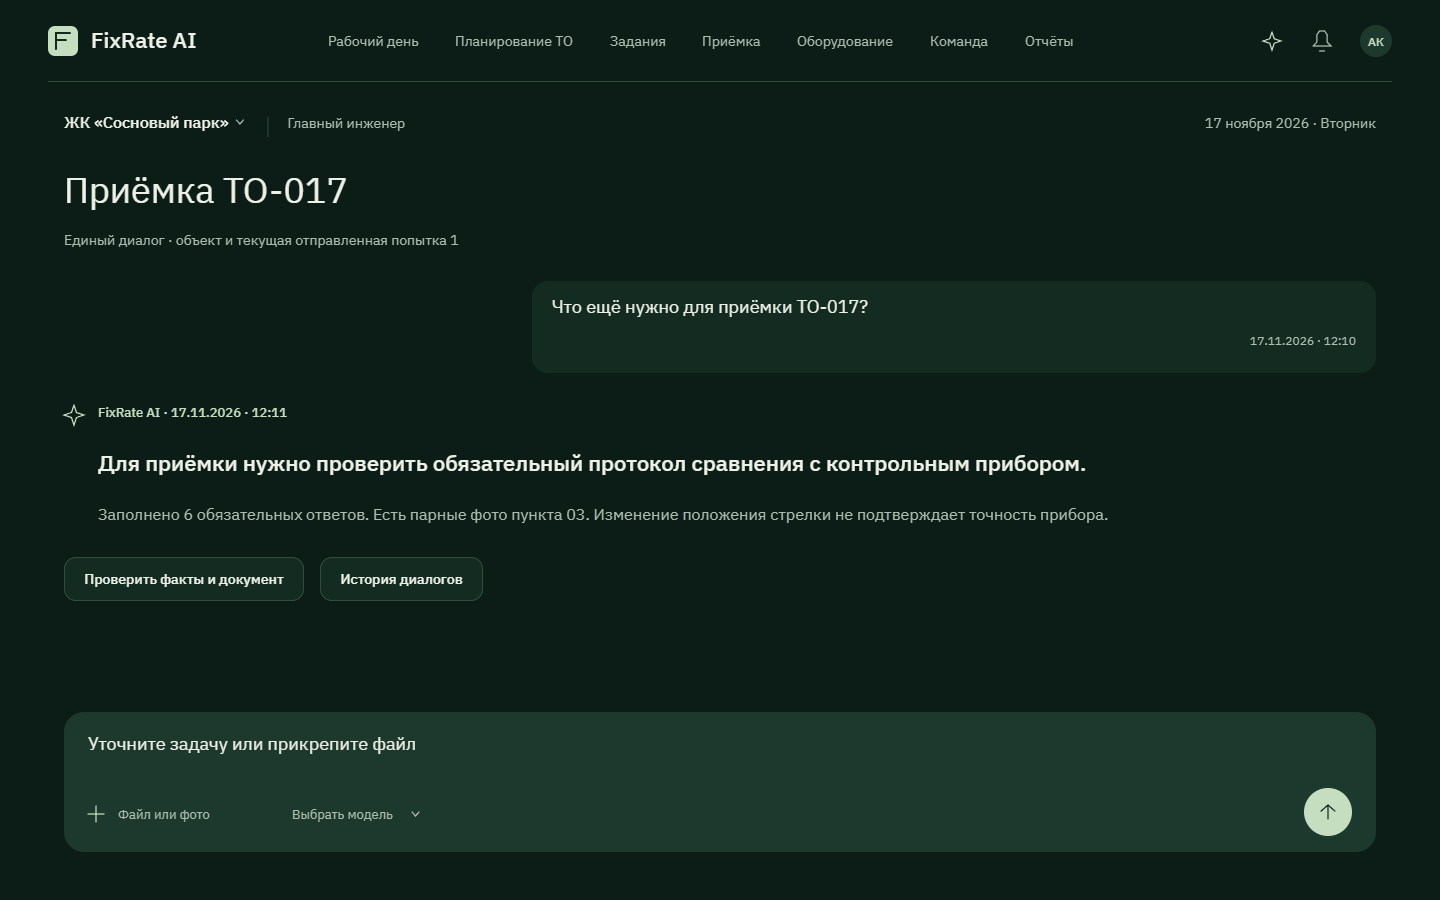 FixRate AI
Рабочий день
Планирование ТО
Задания
Приёмка
Оборудование
Команда
Отчёты
АК
ЖК «Сосновый парк»
Главный инженер
17 ноября 2026 · Вторник
Приёмка ТО-017
Единый диалог · объект и текущая отправленная попытка 1
Что ещё нужно для приёмки ТО-017?
17.11.2026 · 12:10
FixRate AI · 17.11.2026 · 12:11
Для приёмки нужно проверить обязательный протокол сравнения с контрольным прибором.
Заполнено 6 обязательных ответов. Есть парные фото пункта 03. Изменение положения стрелки не подтверждает точность прибора.
Проверить факты и документ
История диалогов
Уточните задачу или прикрепите файл
Файл или фото
Выбрать модель